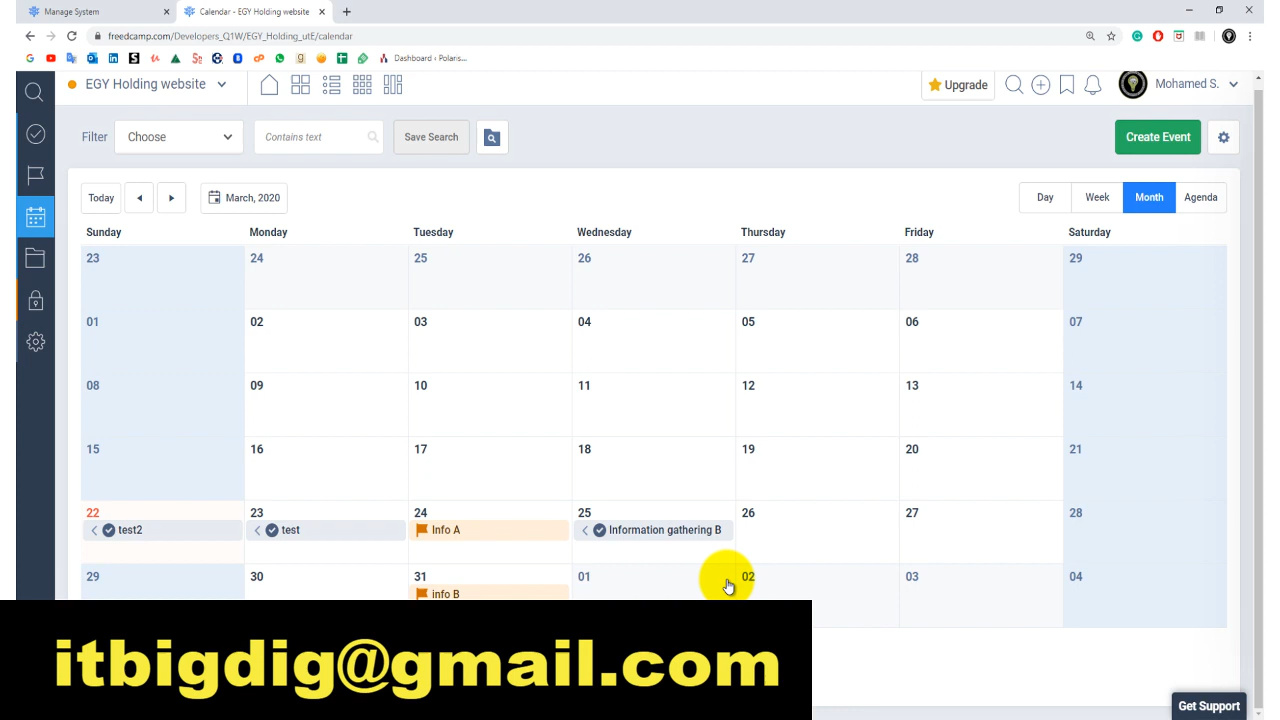 Manage System
Calendar - EGY Holding website
freedcamp.com/Developers_Q1W/EGY_Holding_utE/calendar
Dashboard ‹ Polaris...
EGY Holding website
Upgrade
Mohamed S.
Filter
Choose
Contains text
Save Search
Create Event
Today
March, 2020
Day
Week
Month
Agenda
Sunday Monday Tuesday Wednesday Thursday Friday Saturday
23 24 25 26 27 28 29
01 02 03 04 05 06 07
08 09 10 11 12 13 14
15 16 17 18 19 20 21
22 23 24 25 26 27 28
test2 test Info A Information gathering B
29 30 31 01 02 03 04
info B
itbigdig@gmail.com
Get Support